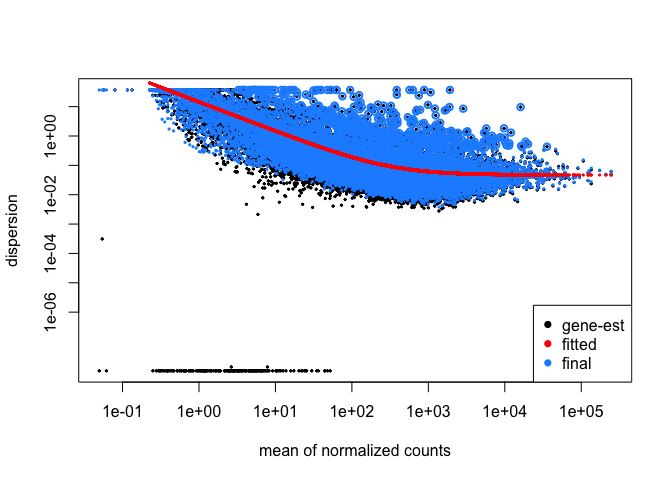 dispersion
1e+00
1e-02
1e-04
1e-06
gene-est
fitted
final
1e-01 1e+00 1e+01 1e+02 1e+03 1e+04 1e+05
mean of normalized counts